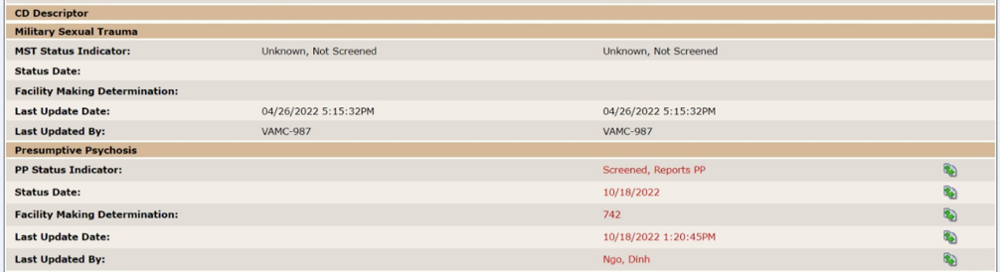 CD Descriptor
Military Sexual Trauma
MST Status Indicator: Unknown, Not Screened Unknown, Not Screened
Status Date:
Facility Making Determination:
Last Update Date: 04/26/2022 5:15:32PM 04/26/2022 5:15:32PM
Last Updated By: VAMC-987 VAMC-987
Presumptive Psychosis
PP Status Indicator: Screened, Reports PP
Status Date: 10/18/2022
Facility Making Determination: 742
Last Update Date: 10/18/2022 1:20:45PM
Last Updated By: Ngo, Dinh